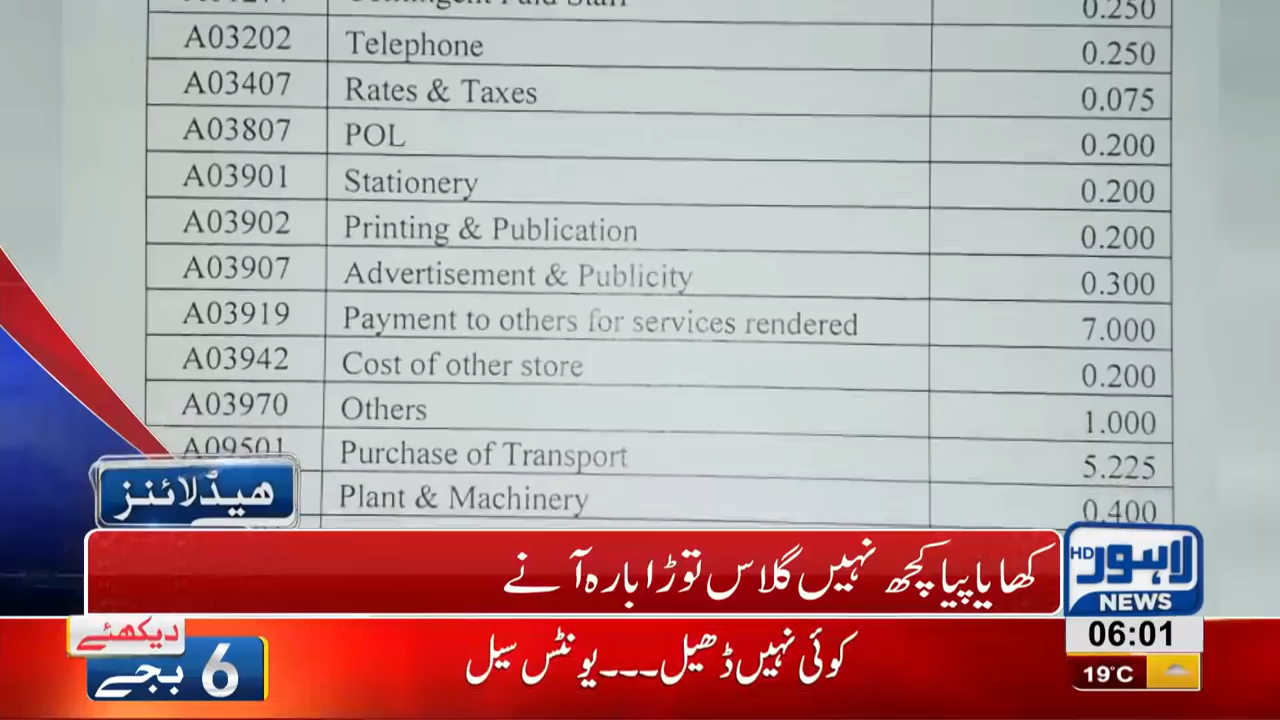 0.250
A03202 Telephone 0.250
A03407 Rates & Taxes 0.075
A03807 POL 0.200
A03901 Stationery 0.200
A03902 Printing & Publication 0.200
A03907 Advertisement & Publicity 0.300
A03919 Payment to others for services rendered 7.000
A03942 Cost of other store 0.200
A03970 Others 1.000
A09501 Purchase of Transport 5.225
Plant & Machinery 0.400
ھیڈلائنز
کھایا پیا کچھ نہیں گلاس توڑا بارہ آنے
لاہور HD
NEWS
06:01
19°C
دیکھئے
6 بجے
کوئی نہیں ڈھیل۔۔۔یونٹس سیل